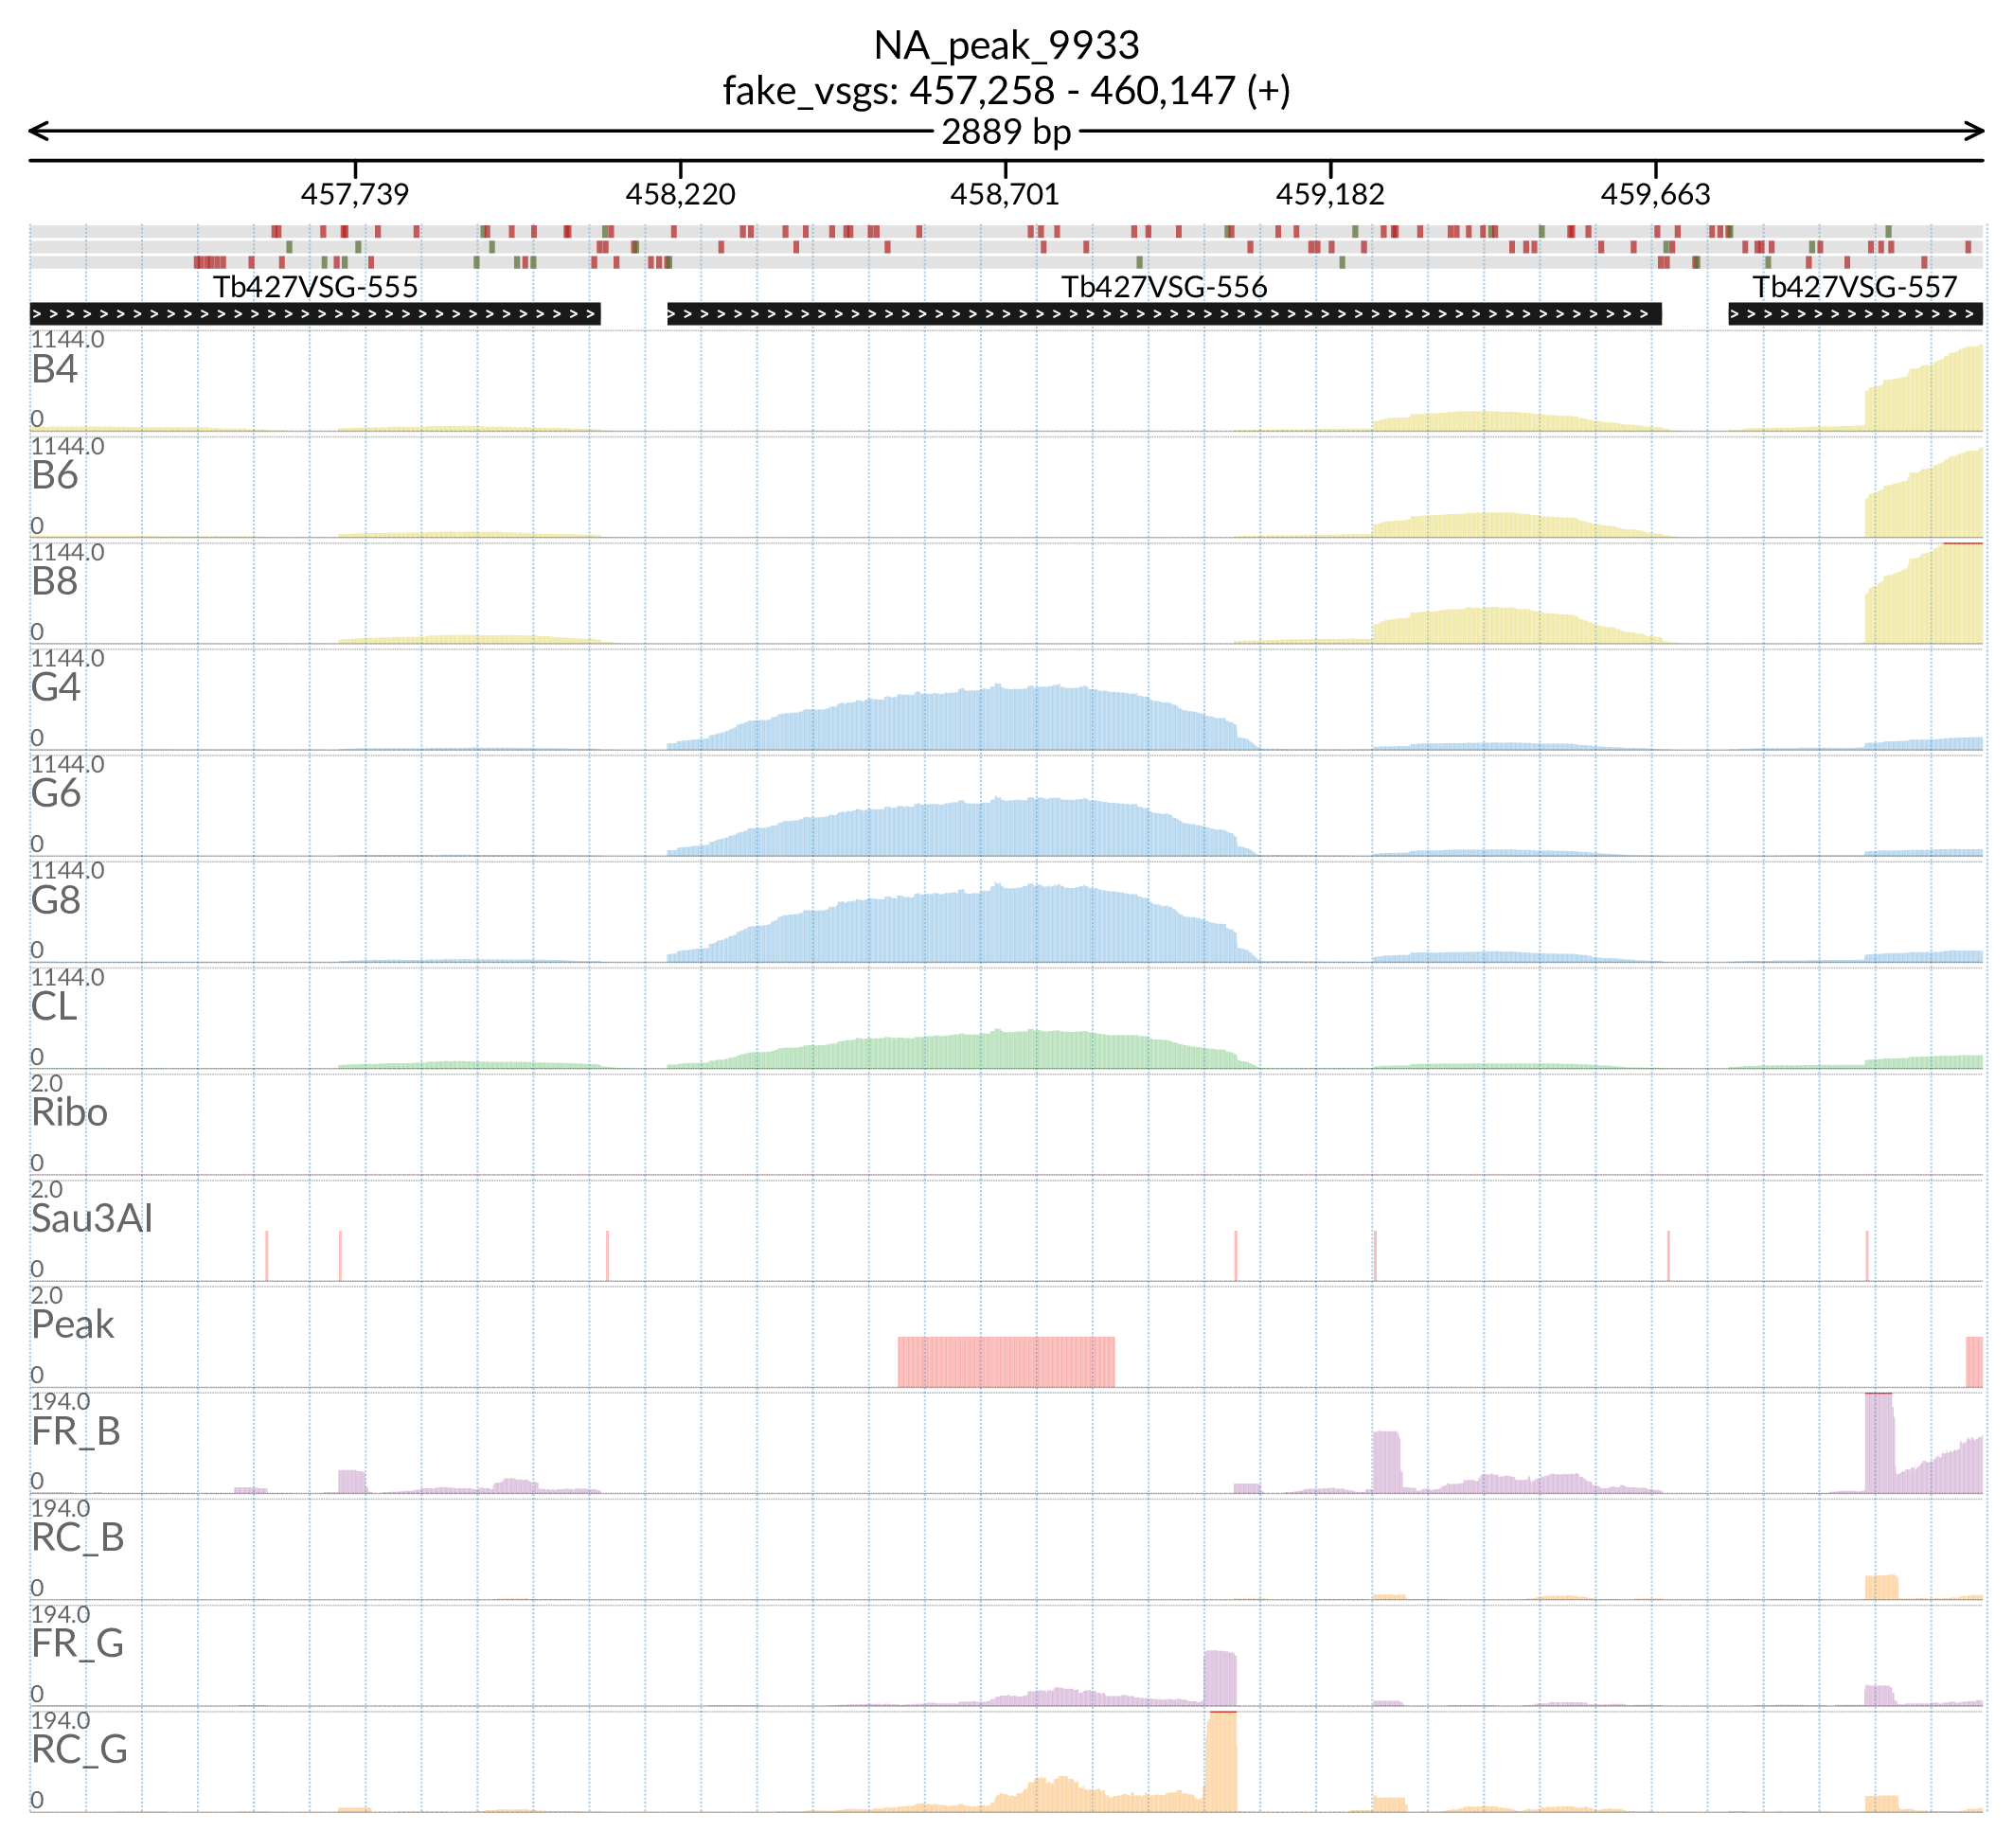 NA_peak_9933
fake_vsgs: 457,258 - 460,147 (+)
2889 bp
457,739 458,220 458,701 459,182 459,663
Tb427VSG-555 Tb427VSG-556 Tb427VSG-557
1144.0
B4
0
1144.0
B6
0
1144.0
B8
0
1144.0
G4
0
1144.0
G6
0
1144.0
G8
0
1144.0
CL
0
2.0
Ribo
0
2.0
Sau3AI
0
2.0
Peak
0
194.0
FR_B
0
194.0
RC_B
0
194.0
FR_G
0
194.0
RC_G
0